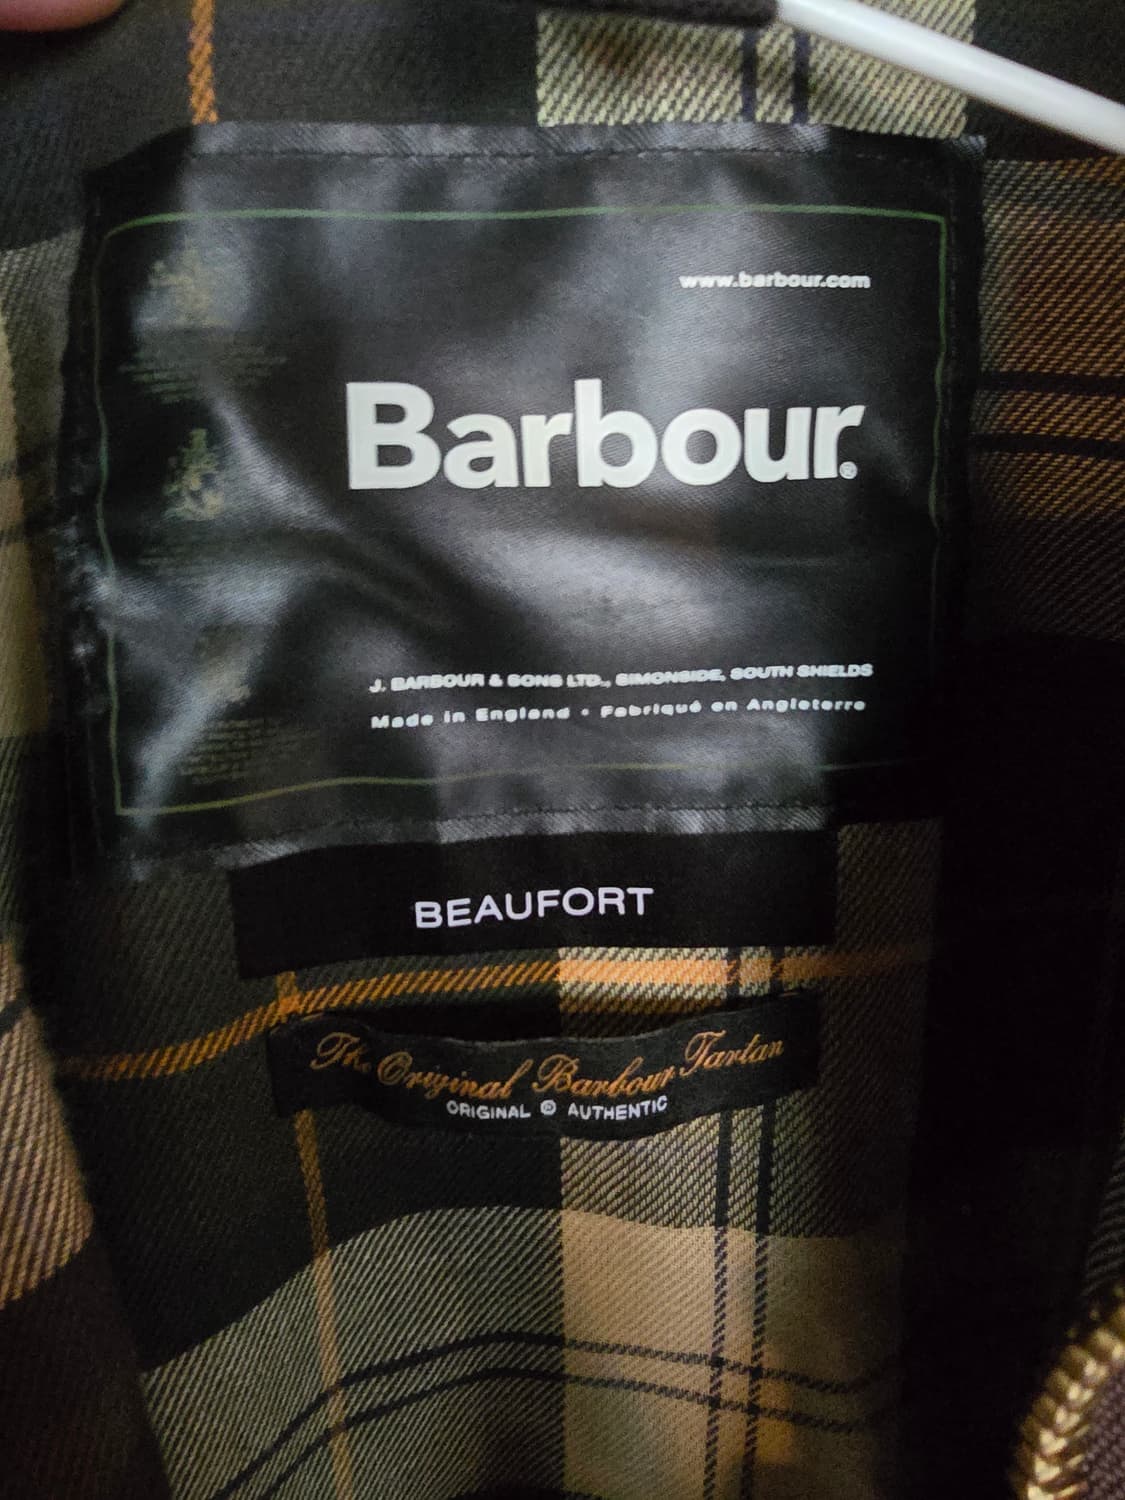 www.barbour.com
Barbour®
J. BARBOUR & SONS LTD., SIMONSIDE, SOUTH SHIELDS
Made in England • Fabriqué en Angleterre
BEAUFORT
The Original Barbour Tartan
ORIGINAL © AUTHENTIC